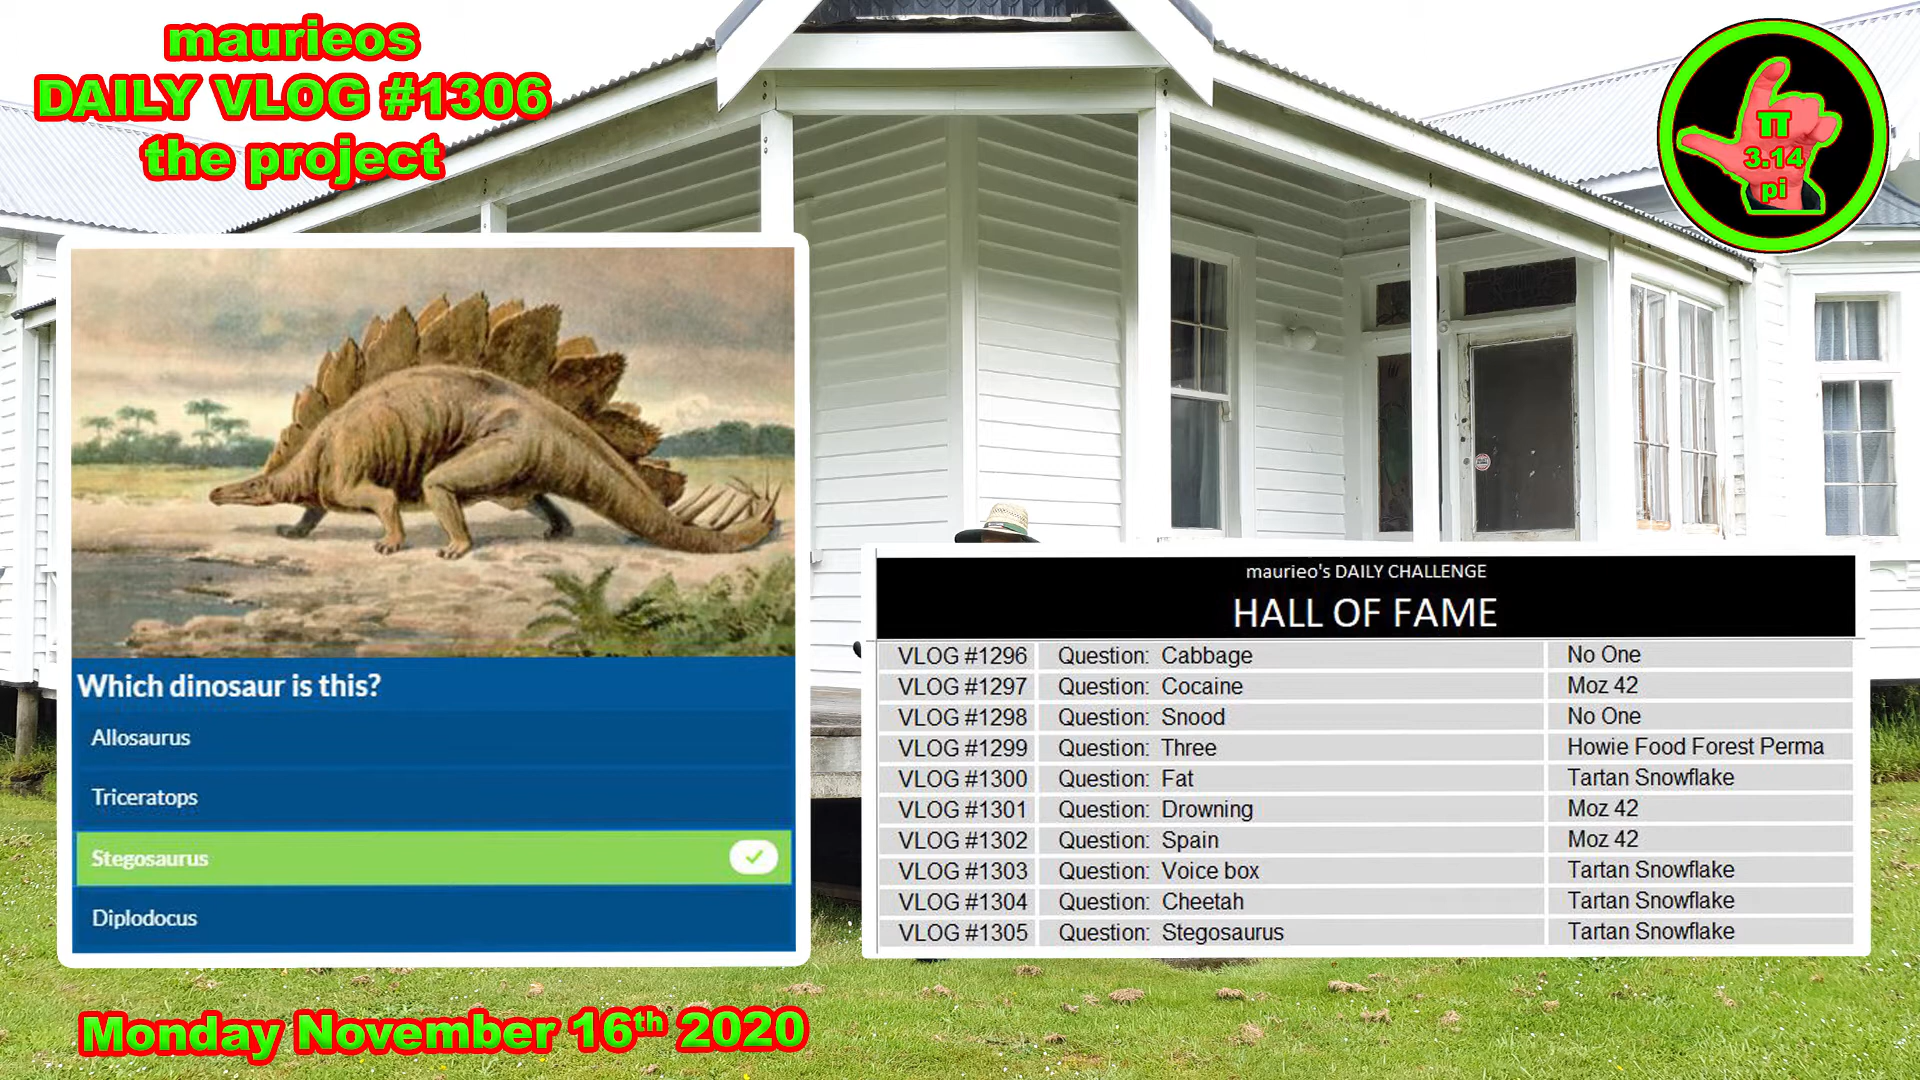 maurieos
DAILY VLOG #1306
the project
π
3.14
pi
Which dinosaur is this?
Allosaurus
Triceratops
Stegosaurus
Diplodocus
maurieo's DAILY CHALLENGE
HALL OF FAME
VLOG #1296 Question: Cabbage No One
VLOG #1297 Question: Cocaine Moz 42
VLOG #1298 Question: Snood No One
VLOG #1299 Question: Three Howie Food Forest Perma
VLOG #1300 Question: Fat Tartan Snowflake
VLOG #1301 Question: Drowning Moz 42
VLOG #1302 Question: Spain Moz 42
VLOG #1303 Question: Voice box Tartan Snowflake
VLOG #1304 Question: Cheetah Tartan Snowflake
VLOG #1305 Question: Stegosaurus Tartan Snowflake
Monday November 16th 2020